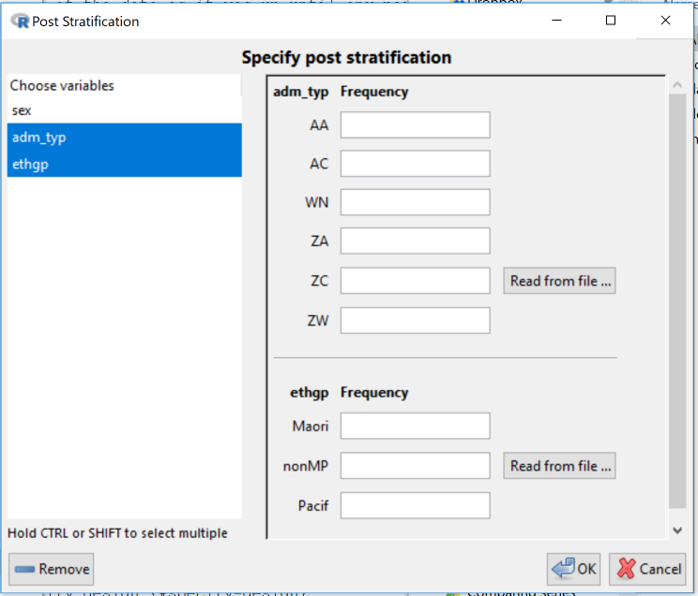 Post Stratification
Specify post stratification
Choose variables
sex
adm_typ
ethgp
adm_typ Frequency
AA
AC
WN
ZA
ZC Read from file ...
ZW
ethgp Frequency
Maori
nonMP Read from file ...
Pacif
Hold CTRL or SHIFT to select multiple
Remove
OK
Cancel